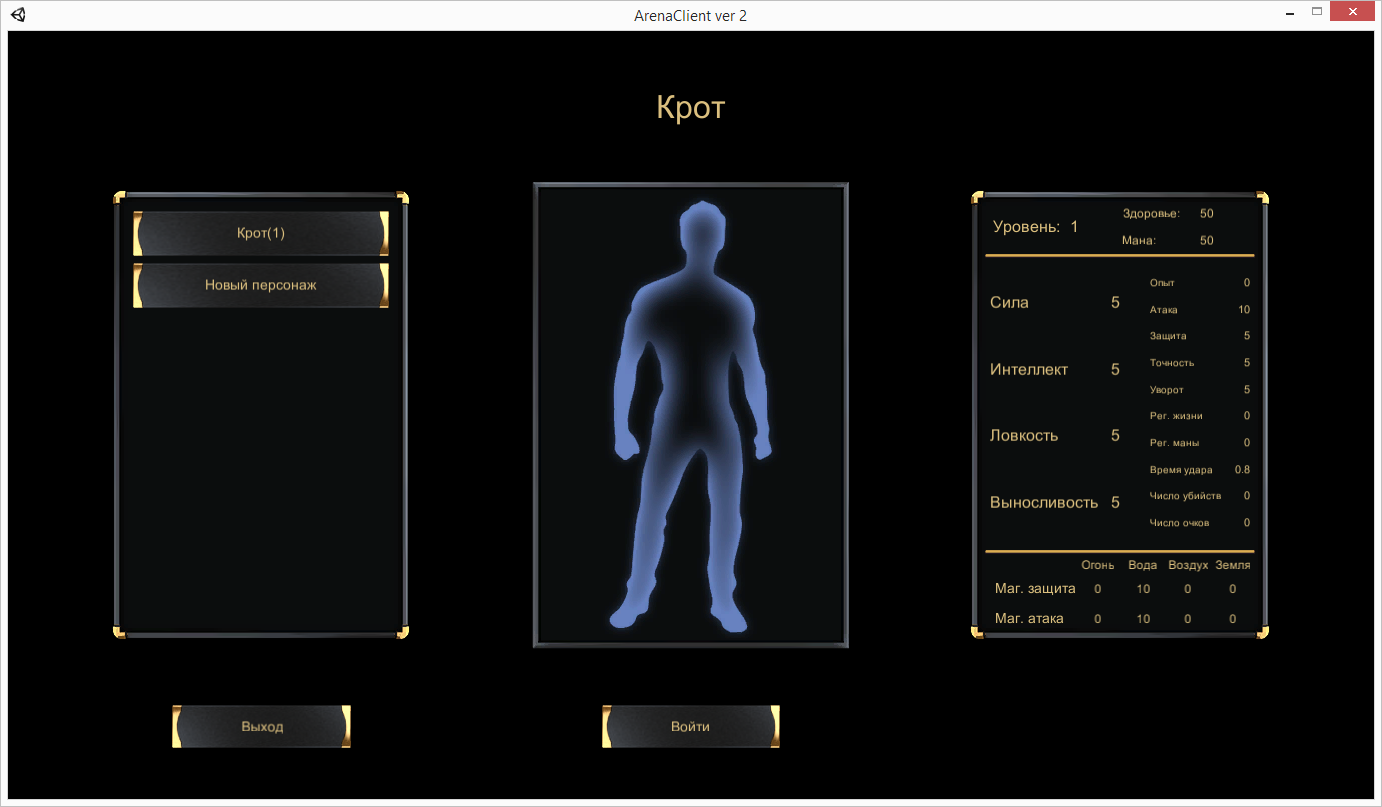 ArenaClient ver 2
Крот
Крот(1)
Новый персонаж
Уровень: 1
Здоровье: 50
Мана: 50
Сила 5
Интеллект 5
Ловкость 5
Выносливость 5
Опыт 0
Атака 10
Защита 5
Точность 5
Уворот 5
Рег. жизни 0
Рег. маны 0
Время удара 0.8
Число убийств 0
Число очков 0
Огонь Вода Воздух Земля
Маг. защита 0 10 0 0
Маг. атака 0 10 0 0
Выход
Войти